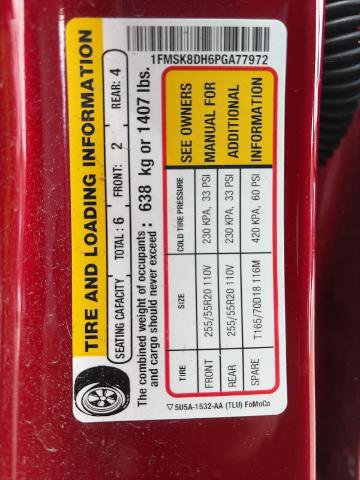 1FMSK8DH6PGA77972
TIRE AND LOADING INFORMATION
SEATING CAPACITY TOTAL: 6 FRONT: 2 REAR: 4
The combined weight of occupants
and cargo should never exceed : 638 kg or 1407 lbs.
TIRE SIZE COLD TIRE PRESSURE SEE OWNERS
FRONT 255/55R20 110V 230 KPA, 33 PSI MANUAL FOR
REAR 255/55R20 110V 230 KPA, 33 PSI ADDITIONAL
SPARE T165/70D18 116M 420 KPA, 60 PSI INFORMATION
5U5A-1532-AA (TLU) FoMoCo